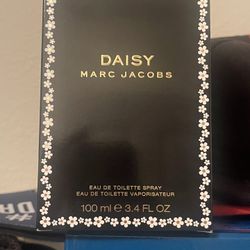 DAISY
MARC JACOBS
EAU DE TOILETTE SPRAY
EAU DE TOILETTE VAPORISATEUR
100 ml ℮ 3.4 FL OZ